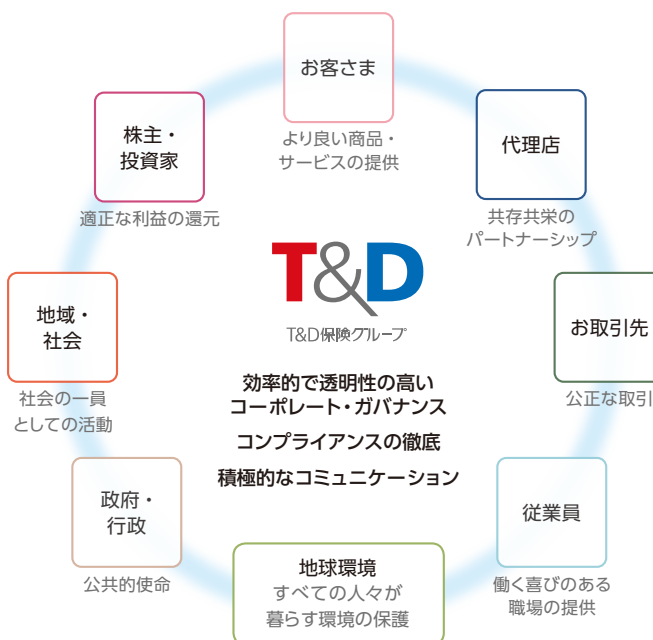 お客さま
より良い商品・
サービスの提供
株主・
投資家
適正な利益の還元
代理店
共存共栄の
パートナーシップ
T&D
T&D保険グループ
地域・
社会
社会の一員
としての活動
お取引先
公正な取引
効率的で透明性の高い
コーポレート・ガバナンス
コンプライアンスの徹底
積極的なコミュニケーション
政府・
行政
公共的使命
従業員
働く喜びのある
職場の提供
地球環境
すべての人々が
暮らす環境の保護